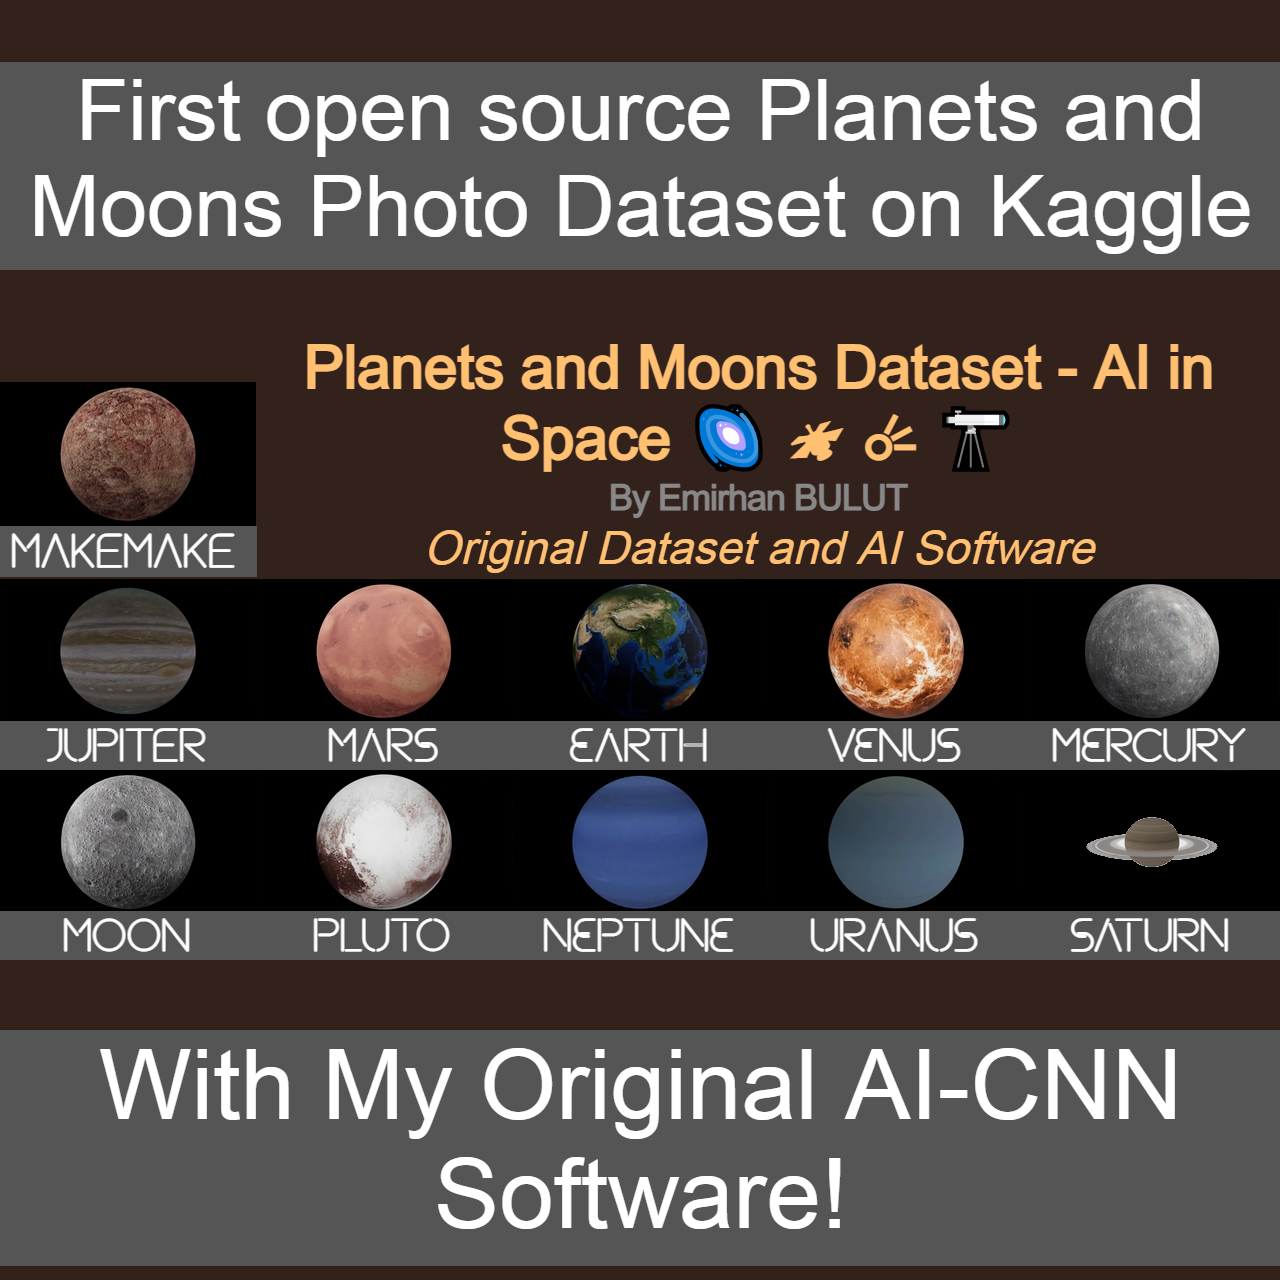 First open source Planets and
Moons Photo Dataset on Kaggle
Planets and Moons Dataset - AI in
Space
By Emirhan BULUT
Original Dataset and AI Software
MAKEMAKE
JUPITER
MARS
EARTH
VENUS
MERCURY
MOON
PLUTO
NEPTUNE
URANUS
SATURN
With My Original AI-CNN
Software!